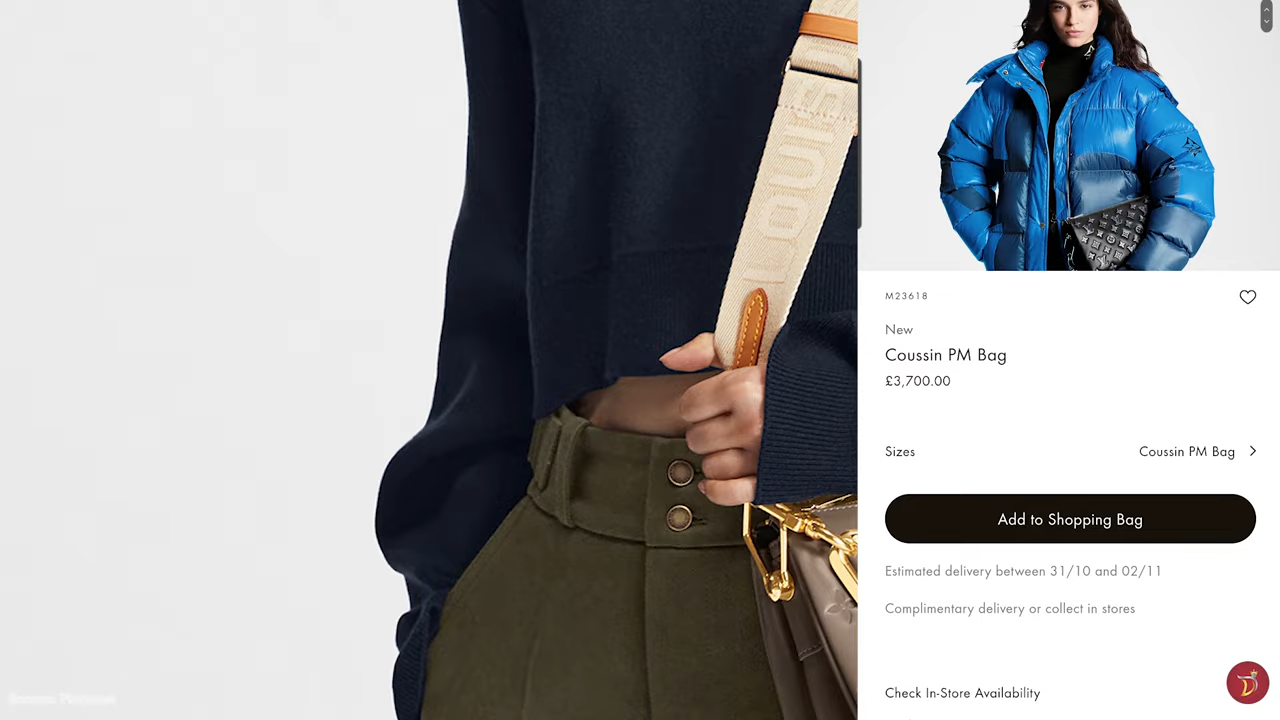 LOUIS
M23618
New
Coussin PM Bag
£3,700.00
Sizes
Coussin PM Bag
Add to Shopping Bag
Estimated delivery between 31/10 and 02/11
Complimentary delivery or collect in stores
Check In-Store Availability